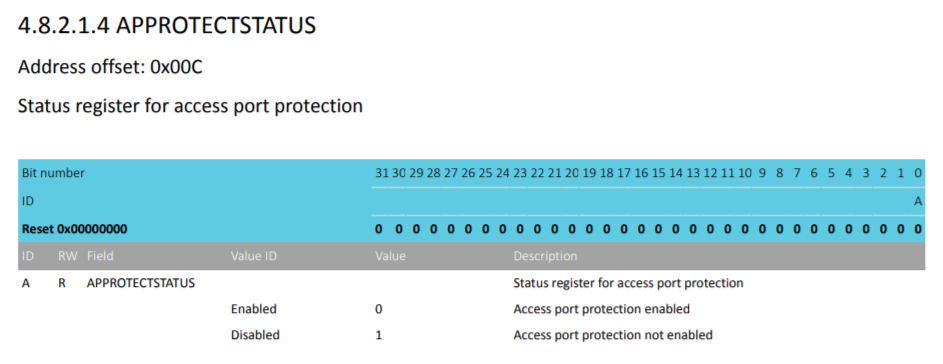 4.8.2.1.4 APPROTECTSTATUS
Address offset: 0x00C
Status register for access port protection
Bit number 31 30 29 28 27 26 25 24 23 22 21 20 19 18 17 16 15 14 13 12 11 10 9 8 7 6 5 4 3 2 1 0
ID A
Reset 0x00000000 0 0 0 0 0 0 0 0 0 0 0 0 0 0 0 0 0 0 0 0 0 0 0 0 0 0 0 0 0 0 0 0
ID RW Field Value ID Value Description
A R APPROTECTSTATUS Status register for access port protection
Enabled 0 Access port protection enabled
Disabled 1 Access port protection not enabled